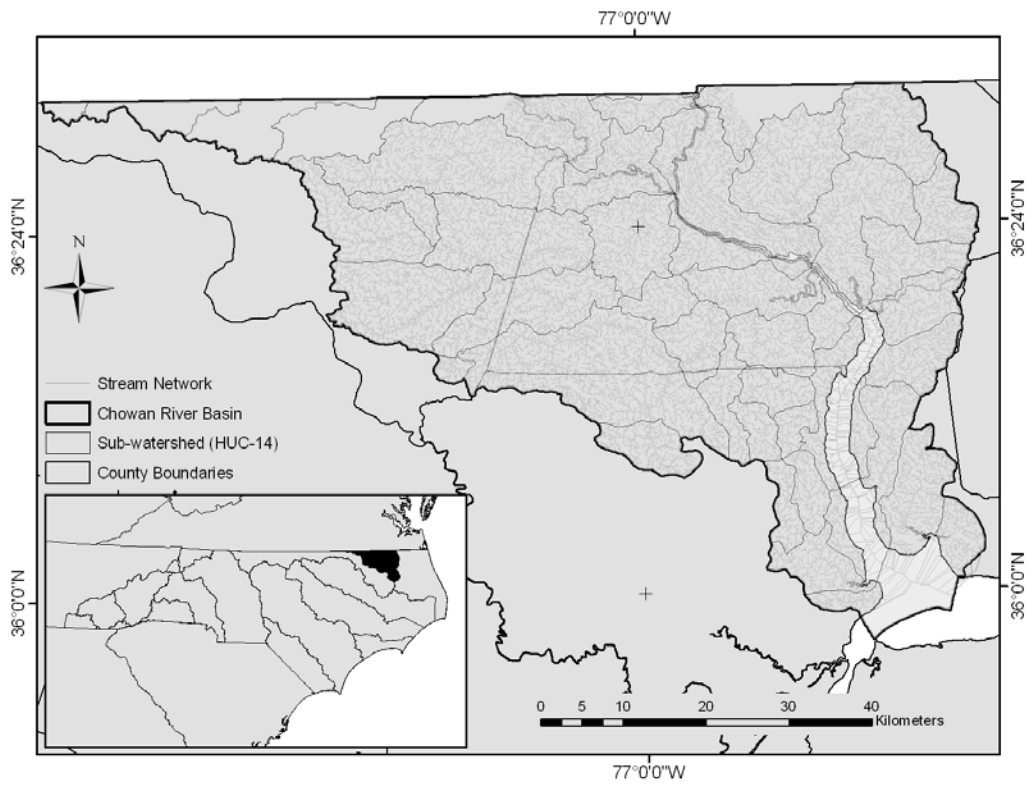 77°0'0"W
36°24'0"N
36°24'0"N
N
Stream Network
Chowan River Basin
Sub-watershed (HUC-14)
County Boundaries
36°0'0"N
36°0'0"N
0 5 10 20 30 40
Kilometers
77°0'0"W